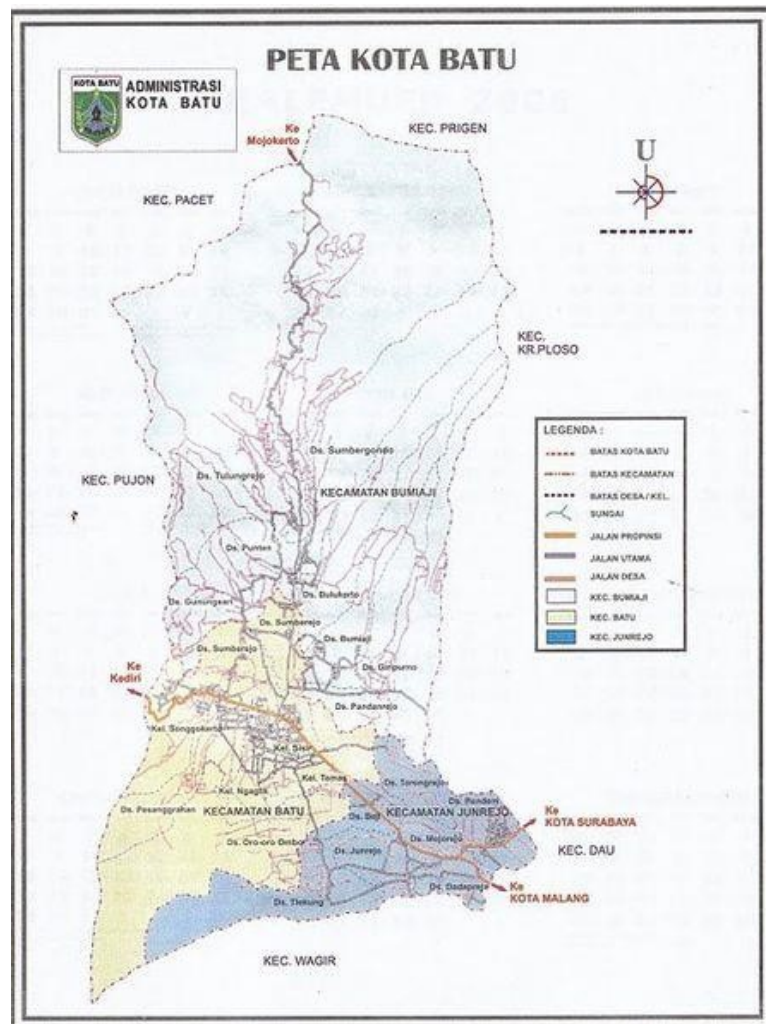 PETA KOTA BATU
KOTA BATU
ADMINISTRASI
KOTA BATU
Ke
Mojokerto
KEC. PRIGEN
U
KEC. PACET
KEC.
KR.PLOSO
LEGENDA :
BATAS KOTA BATU
BATAS KECAMATAN
BATAS DESA / KEL.
SUNGAI
JALAN PROPINSI
JALAN UTAMA
JALAN DESA
KEC. BUMIAJI
KEC. BATU
KEC. JUNREJO
Ds. Sumbergondo
KEC. PUJON
Ds. Tulungrejo
KECAMATAN BUMIAJI
Ds. Punten
Ds. Gunungsari
Ds. Bulukerto
Ds. Sumberejo
Ds. Bumiaji
Ds. Sumberejo
Ds. Giripurno
Ke
Kediri
Ds. Pandanrejo
Kel. Songgokerto
Kel. Sisir
Kel. Temas
Ds. Torongrejo
Kel. Ngaglik
Ds. Pendem
Ds. Pesanggrahan
KECAMATAN BATU
KECAMATAN JUNREJO
Ds. Beji
Ke
KOTA SURABAYA
Ds. Mojorejo
Ds. Oro-oro Ombo
Ds. Junrejo
KEC. DAU
Ds. Dadaprejo
Ke
KOTA MALANG
Ds. Tlekung
KEC. WAGIR